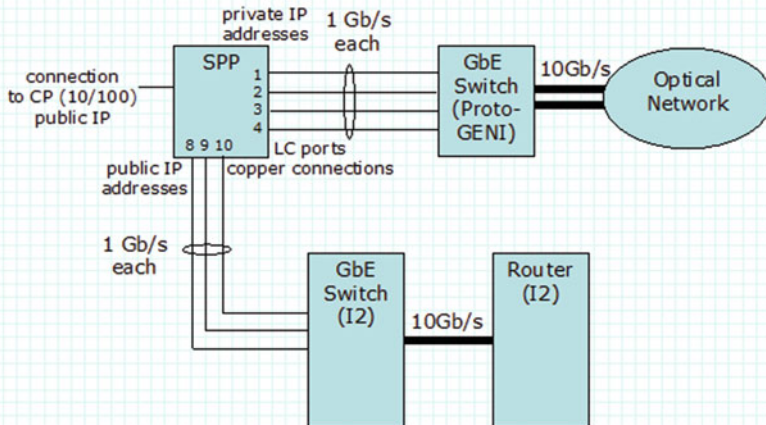 private IP
addresses
1 Gb/s
each
SPP
1
2
3
4
8 9 10
connection
to CP (10/100)
public IP
GbE
Switch
(Proto-
GENI)
10Gb/s
Optical
Network
LC ports
copper connections
public IP
addresses
1 Gb/s
each
GbE
Switch
(I2)
10Gb/s
Router
(I2)